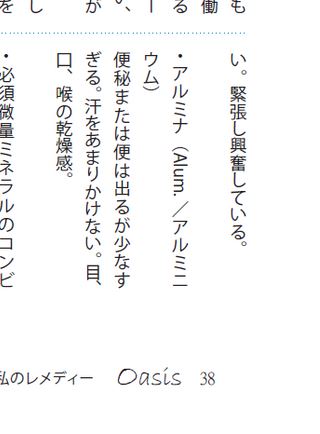 も
働
る
ー
い、
が
し
を
い。緊張し興奮している。
・アルミナ（Alum.／アルミニ
ウム）
便秘または便は出るが少なす
ぎる。汗をあまりかけない。目、
口、喉の乾燥感。
・必須微量ミネラルのコンビ
私のレメディー Oasis 38